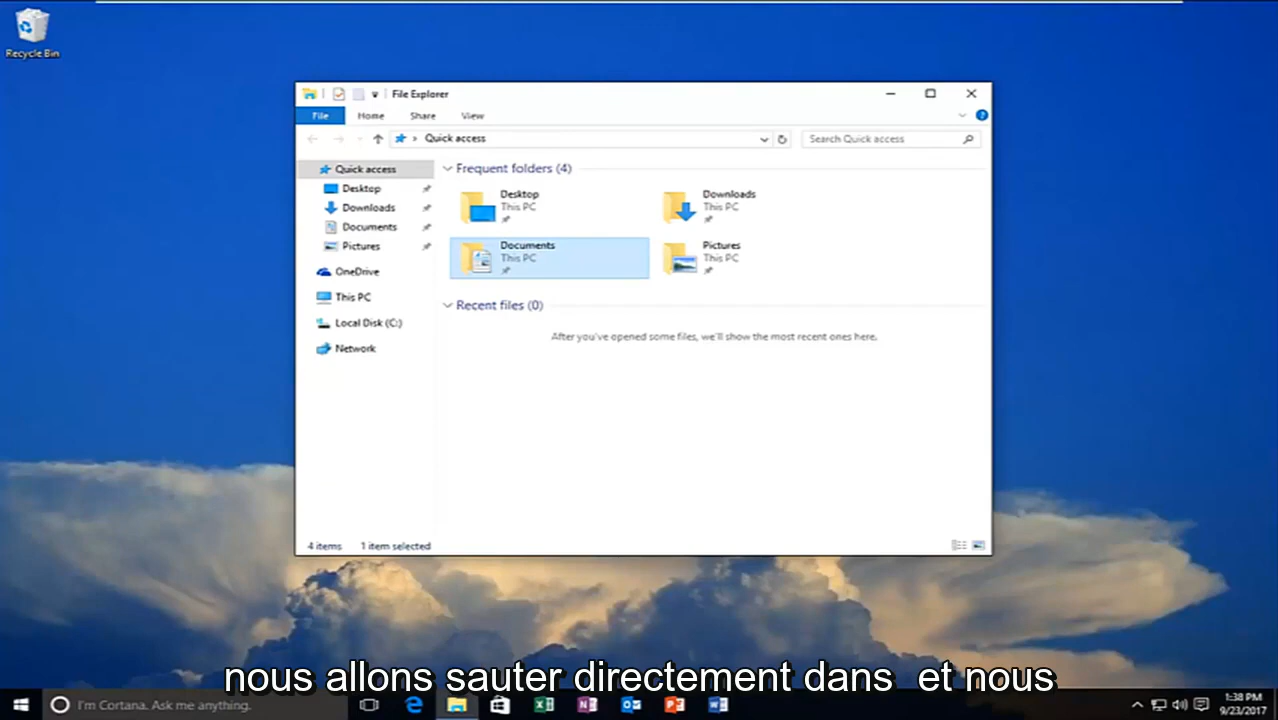 Recycle Bin
File Explorer
File Home Share View
Quick access
Search Quick access
Quick access
Desktop
Downloads
Documents
Pictures
OneDrive
This PC
Local Disk (C:)
Network
Frequent folders (4)
Desktop
This PC
Downloads
This PC
Documents
This PC
Pictures
This PC
Recent files (0)
After you've opened some files, we'll show the most recent ones here.
4 items 1 item selected
nous allons sauter directement dans et nous
I'm Cortana. Ask me anything.
1:38 PM
9/23/2017